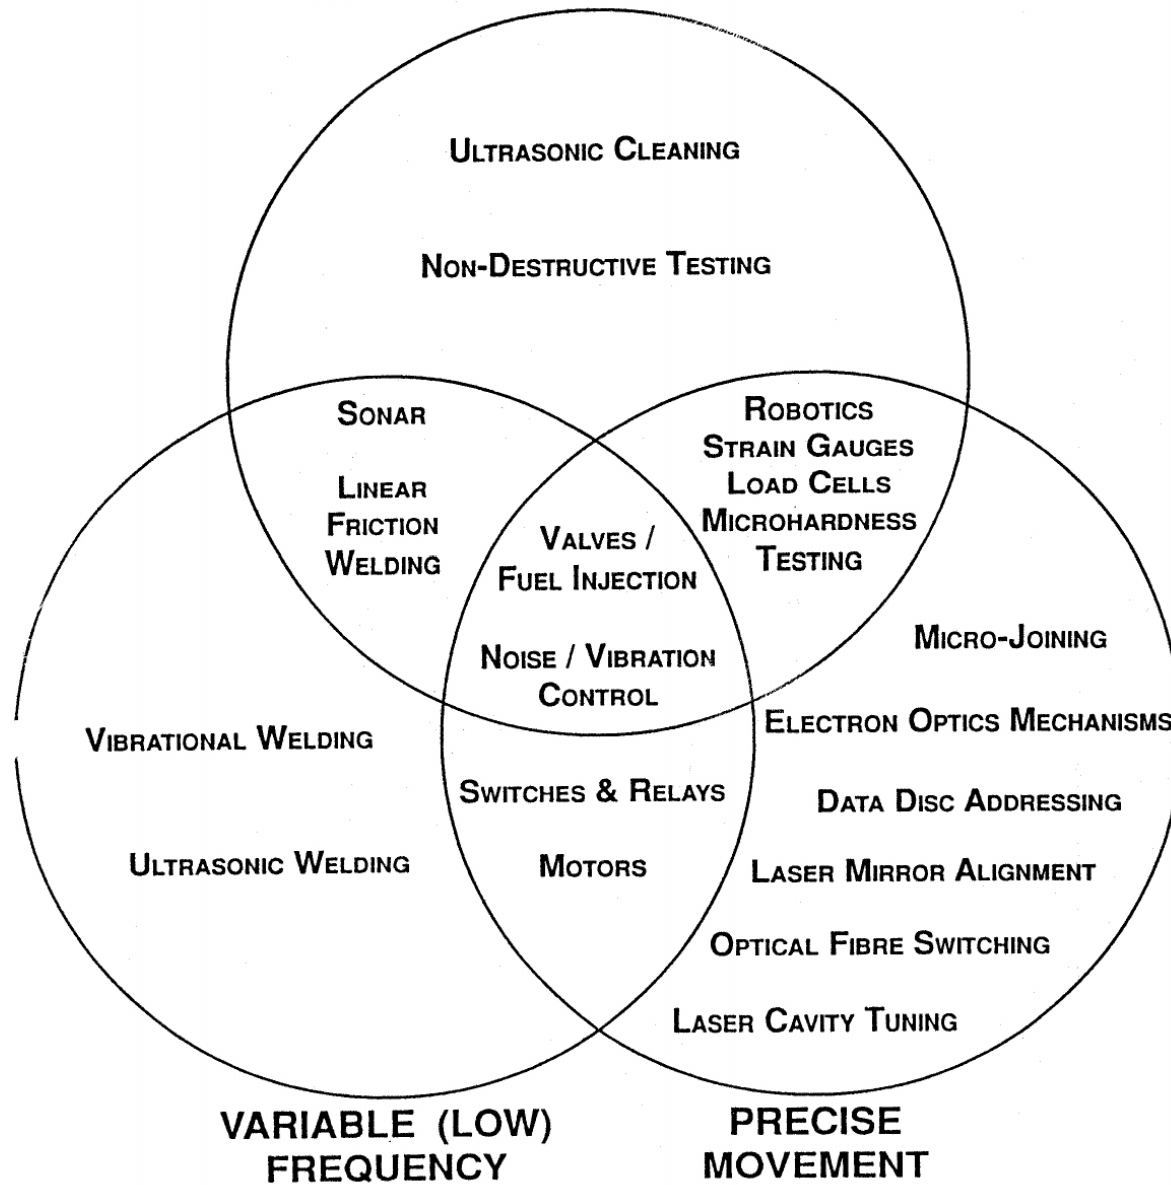 ULTRASONIC CLEANING
NON-DESTRUCTIVE TESTING
SONAR
LINEAR
FRICTION
WELDING
ROBOTICS
STRAIN GAUGES
LOAD CELLS
MICROHARDNESS
TESTING
VALVES /
FUEL INJECTION
NOISE / VIBRATION
CONTROL
VIBRATIONAL WELDING
ULTRASONIC WELDING
SWITCHES & RELAYS
MOTORS
MICRO-JOINING
ELECTRON OPTICS MECHANISMS
DATA DISC ADDRESSING
LASER MIRROR ALIGNMENT
OPTICAL FIBRE SWITCHING
LASER CAVITY TUNING
VARIABLE (LOW)
FREQUENCY
PRECISE
MOVEMENT